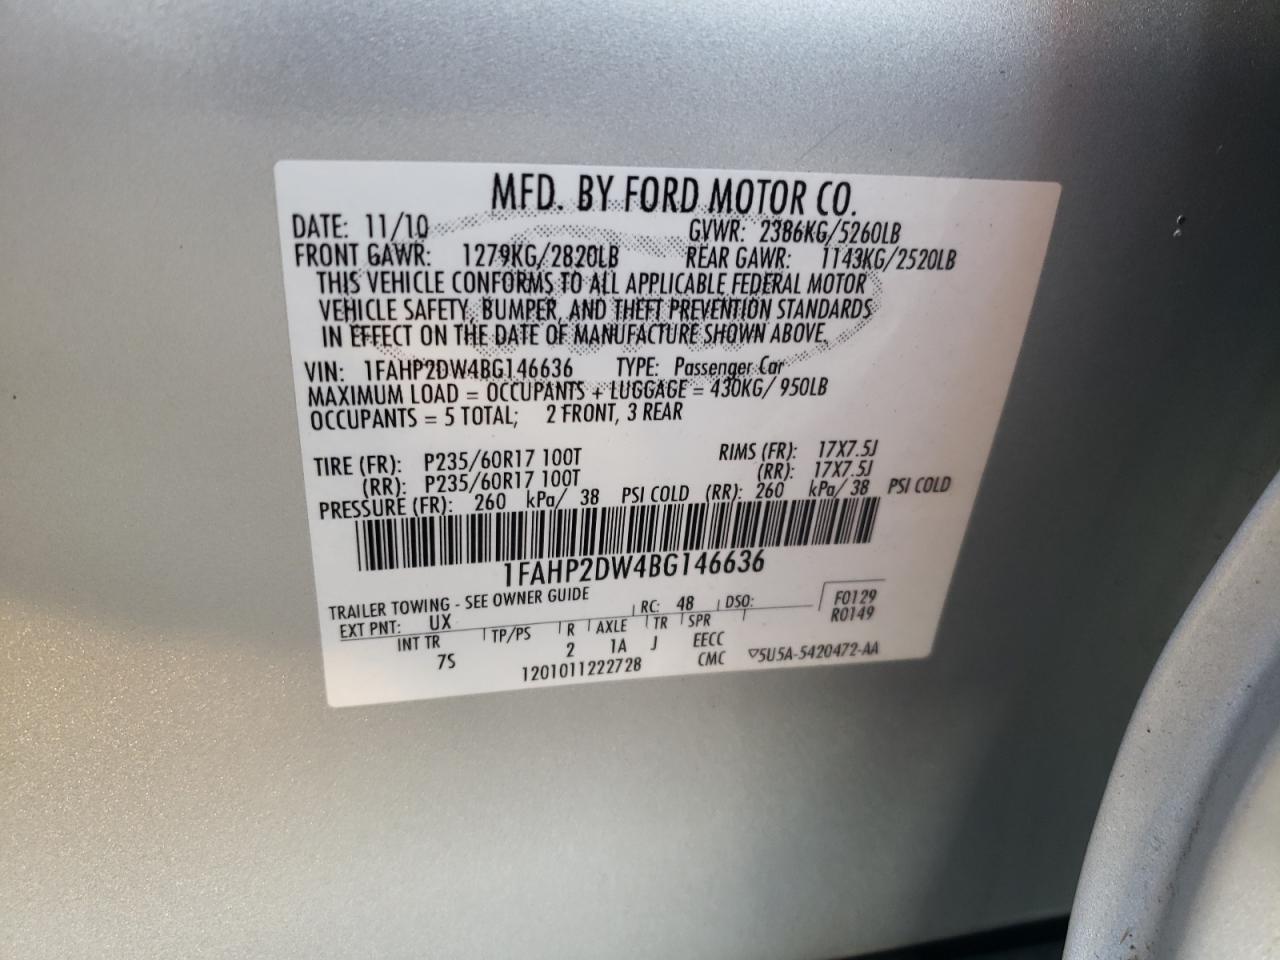 MFD. BY FORD MOTOR CO.
DATE: 11/10 GVWR: 2386KG/5260LB
FRONT GAWR: 1279KG/2820LB REAR GAWR: 1143KG/2520LB
THIS VEHICLE CONFORMS TO ALL APPLICABLE FEDERAL MOTOR
VEHICLE SAFETY, BUMPER, AND THEFT PREVENTION STANDARDS
IN EFFECT ON THE DATE OF MANUFACTURE SHOWN ABOVE.
VIN: 1FAHP2DW4BG146636 TYPE: Passenger Car
MAXIMUM LOAD = OCCUPANTS + LUGGAGE = 430KG/ 950LB
OCCUPANTS = 5 TOTAL; 2 FRONT, 3 REAR
TIRE (FR): P235/60R17 100T RIMS (FR): 17X7.5J
(RR): P235/60R17 100T (RR): 17X7.5J
PRESSURE (FR): 260 kPa/ 38 PSI COLD (RR): 260 kPa/ 38 PSI COLD
1FAHP2DW4BG146636
TRAILER TOWING - SEE OWNER GUIDE
EXT PNT: UX RC: 48 DSO: F0129
R0149
INT TR TP/PS R AXLE TR SPR
7S 2 1A J EECC
1201011222728 CMC ▽5U5A-5420472-AA